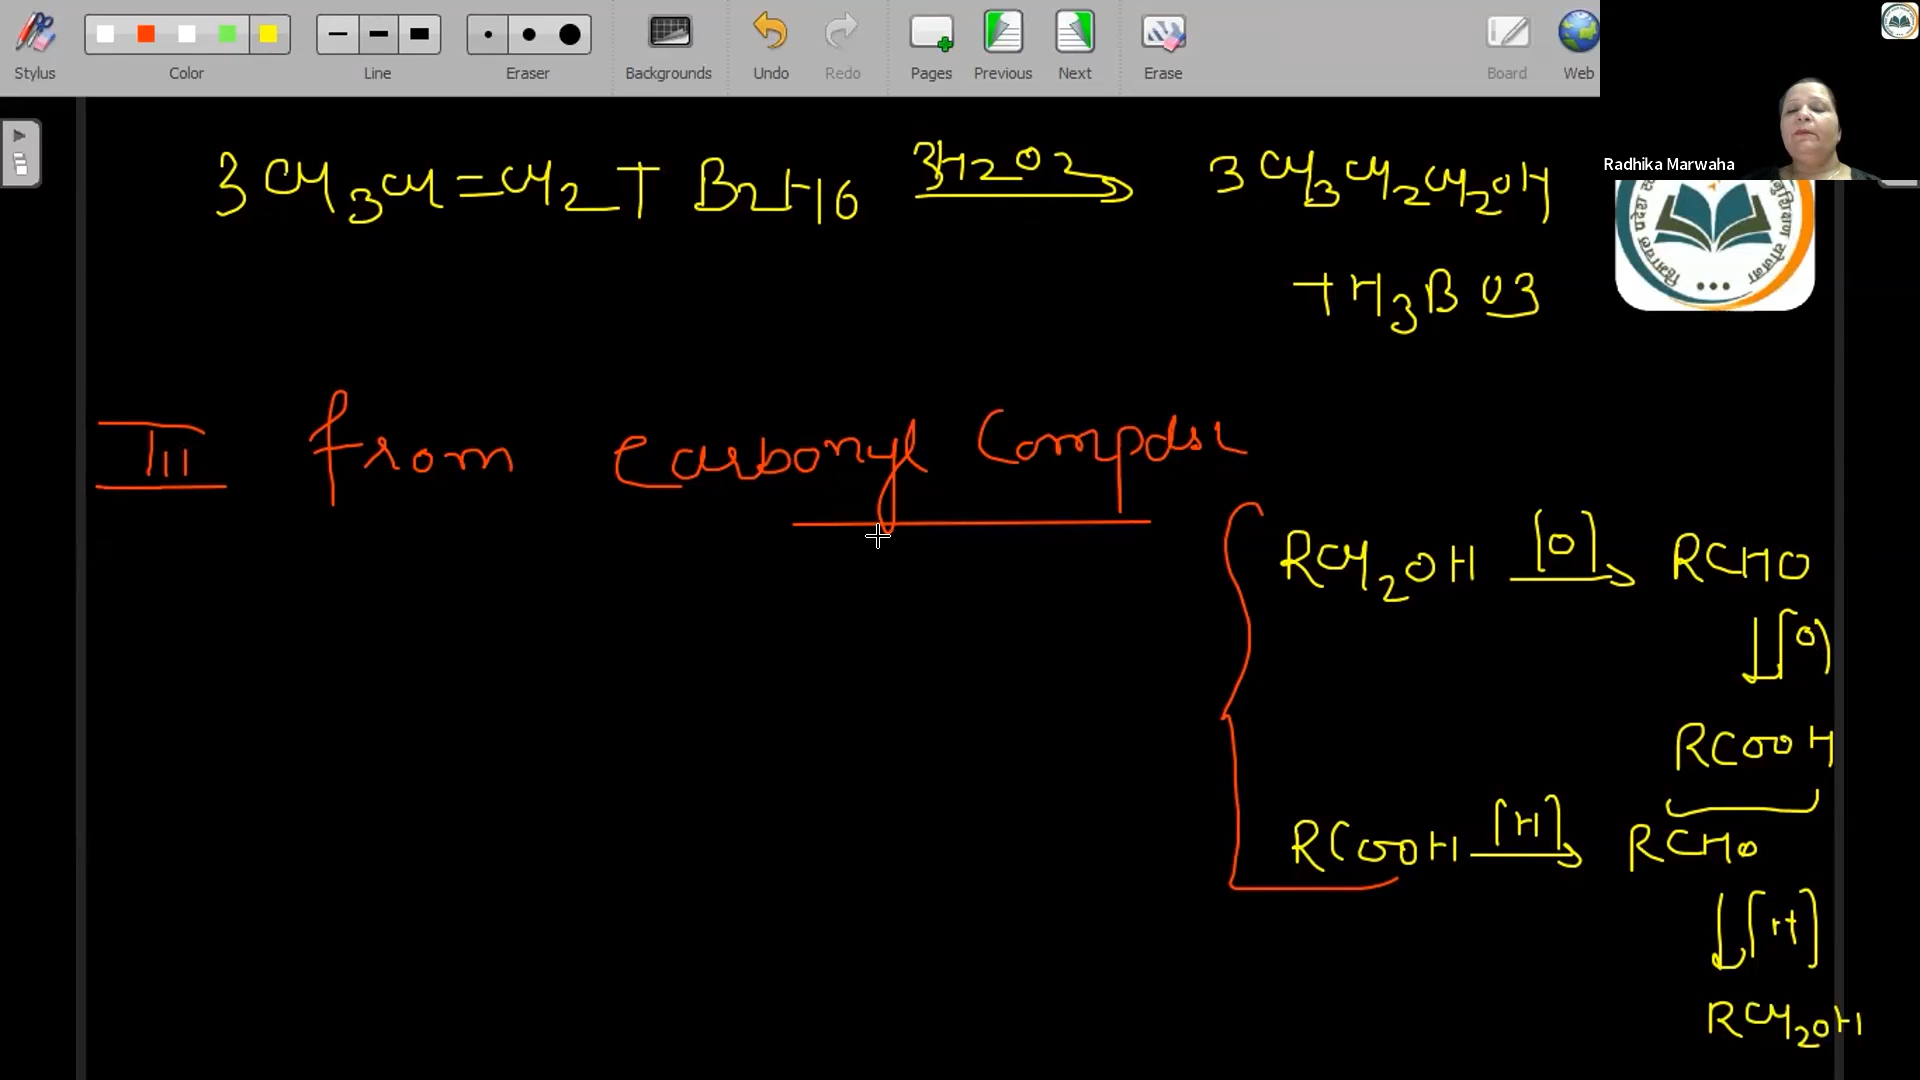 Stylus
Color
Line
Eraser
Backgrounds
Undo
Redo
Pages
Previous
Next
Erase
Board
Web
Radhika Marwaha
3CH3CH=CH2 + B2H6 3H2O2 → 3CH3CH2CH2OH
+ H3BO3
III from Carbonyl Compds:
RCH2OH [O] → RCHO
↓ [O]
RCOOH
RCOOH [H] → RCHO
↓ [H]
RCH2OH